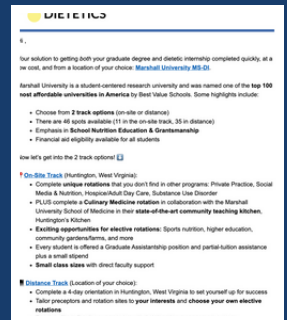 DIETETICS
,
Your solution to getting both your graduate degree and dietetic internship completed quickly, at a
ow cost, and from a location of your choice: Marshall University MS-DI.
Marshall University is a student-centered research university and was named one of the top 100
most affordable universities in America by Best Value Schools. Some highlights include:
• Choose from 2 track options (on-site or distance)
• There are 46 spots available (11 in the on-site track, 35 in distance)
• Emphasis in School Nutrition Education & Grantsmanship
• Financial aid eligibility available for all students
Now let's get into the 2 track options! ⬇️
📍On-Site Track (Huntington, West Virginia):
• Complete unique rotations that you don't find in other programs: Private Practice, Social
Media & Nutrition, Hospice/Adult Day Care, Substance Use Disorder
• PLUS complete a Culinary Medicine rotation in collaboration with the Marshall
University School of Medicine in their state-of-the-art community teaching kitchen,
Huntington's Kitchen
• Exciting opportunities for elective rotations: Sports nutrition, higher education,
community gardens/farms, and more
• Every student is offered a Graduate Assistantship position and partial-tuition assistance
plus a small stipend
• Small class sizes with direct faculty support
Distance Track (Location of your choice):
• Complete a 4-day orientation in Huntington, West Virginia to set yourself up for success
• Tailor preceptors and rotation sites to your interests and choose your own elective
rotations